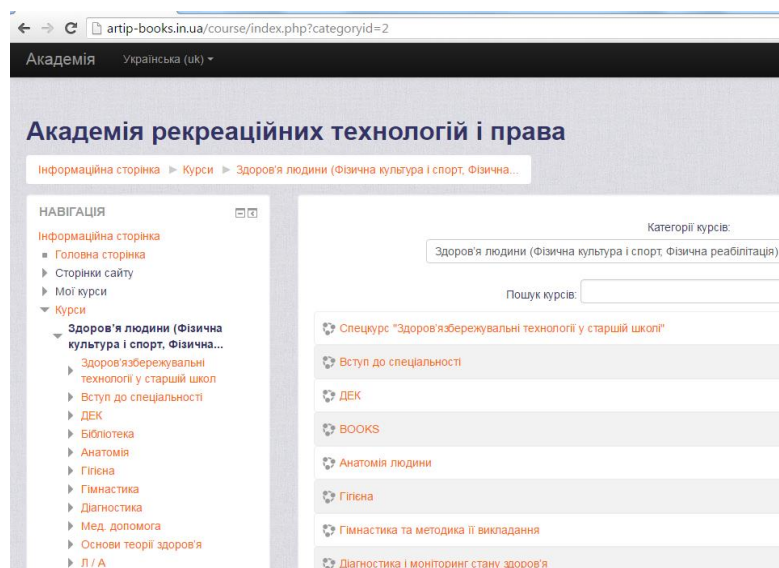 artip-books.in.ua/course/index.php?categoryid=2
Академія Українська (uk)
Академія рекреаційних технологій і права
Інформаційна сторінка ► Курси ► Здоров'я людини (Фізична культура і спорт, Фізична...
НАВІГАЦІЯ
Інформаційна сторінка
Головна сторінка
Сторінки сайту
Мої курси
Курси
Здоров'я людини (Фізична
культура і спорт, Фізична...
Здоров'язбережувальні
технології у старшій школ
Вступ до спеціальності
ДЕК
Бібліотека
Анатомія
Гігієна
Гімнастика
Діагностика
Мед. допомога
Основи теорії здоров'я
Л / А
Категорії курсів:
Здоров'я людини (Фізична культура і спорт, Фізична реабілітація)
Пошук курсів:
Спецкурс "Здоров'язбережувальні технології у старшій школі"
Вступ до спеціальності
ДЕК
BOOKS
Анатомія людини
Гігієна
Гімнастика та методика її викладання
Діагностика і моніторинг стану здоров'я